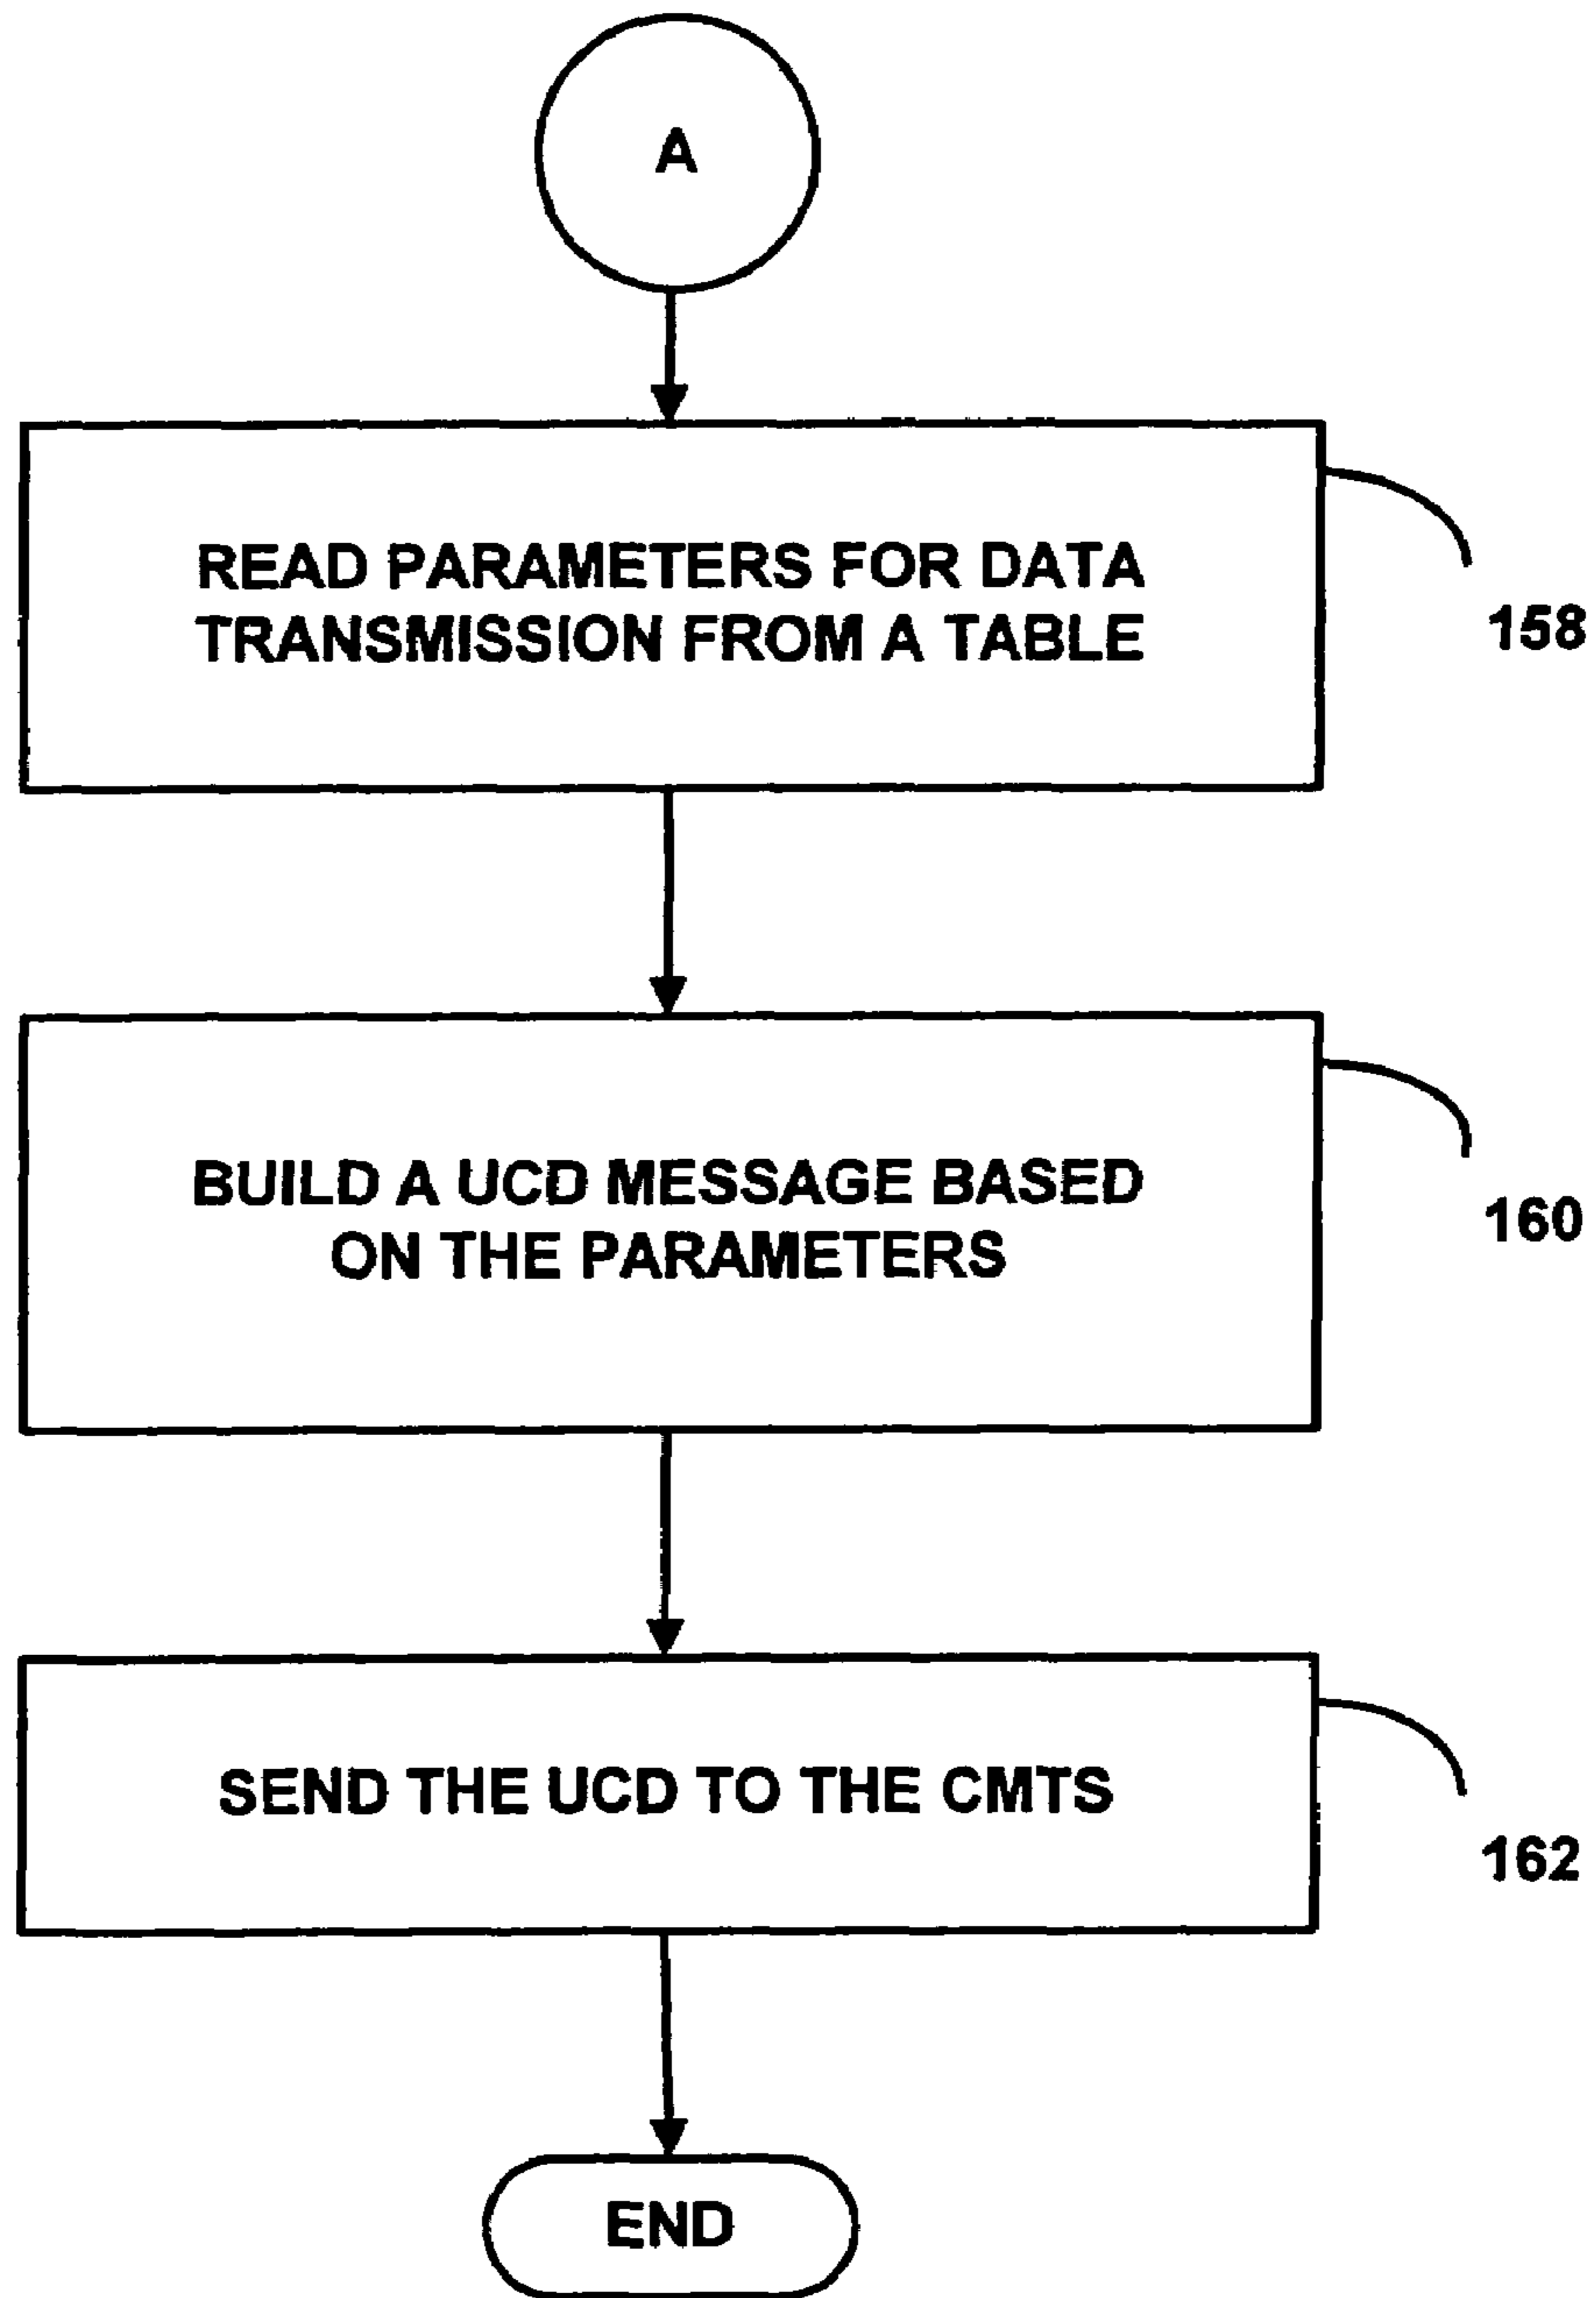 A
READ PARAMETERS FOR DATA
TRANSMISSION FROM A TABLE
158
BUILD A UCD MESSAGE BASED
ON THE PARAMETERS
160
SEND THE UCD TO THE CMTS
162
END